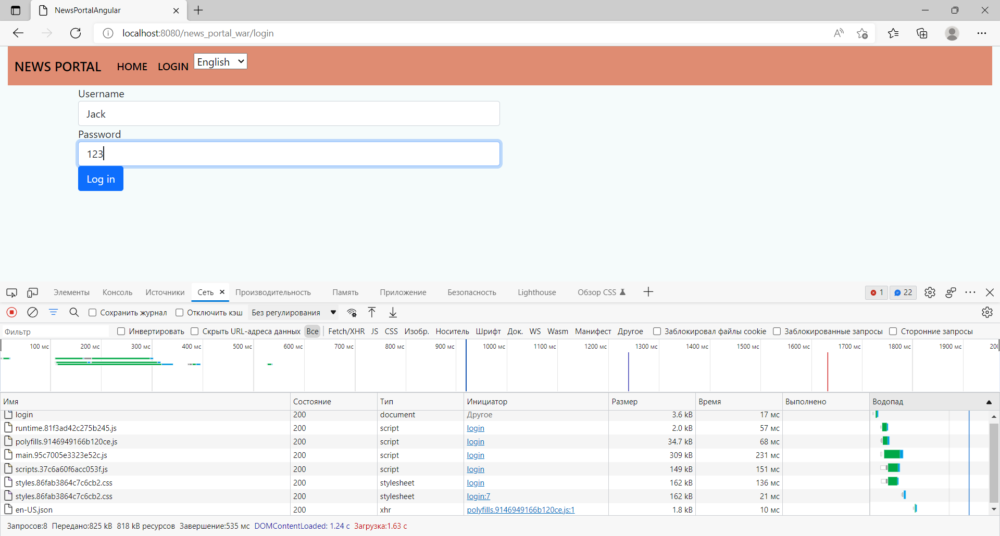 NewsPortalAngular
localhost:8080/news_portal_war/login
NEWS PORTAL HOME LOGIN English
Username
Jack
Password
123
Log in
Элементы Консоль Источники Сеть Производительность Память Приложение Безопасность Lighthouse Обзор CSS 1 22
Сохранить журнал Отключить кэш Без регулирования
Фильтр Инвертировать Скрыть URL-адреса данных Все Fetch/XHR JS CSS Изобр. Носитель Шрифт Док. WS Wasm Манифест Другое Заблокировал файлы cookie Заблокированные запросы Сторонние запросы
100 мс 200 мс 300 мс 400 мс 500 мс 600 мс 700 мс 800 мс 900 мс 1000 мс 1100 мс 1200 мс 1300 мс 1400 мс 1500 мс 1600 мс 1700 мс 1800 мс 1900 мс 200
Имя Состояние Тип Инициатор Размер Время Выполнено Водопад
login 200 document Другое 3.6 kB 17 мс
runtime.81f3ad42c275b245.js 200 script login 2.0 kB 57 мс
polyfills.9146949166b120ce.js 200 script login 34.7 kB 68 мс
main.95c7005e3323e52c.js 200 script login 309 kB 231 мс
scripts.37c6a60f6acc053f.js 200 script login 149 kB 151 мс
styles.86fab3864c7c6cb2.css 200 stylesheet login 162 kB 136 мс
styles.86fab3864c7c6cb2.css 200 stylesheet login:7 162 kB 21 мс
en-US.json 200 xhr polyfills.9146949166b120ce.js:1 1.8 kB 10 мс
Запросов:8 Передано:825 kB 818 kB ресурсов Завершение:535 мс DOMContentLoaded: 1.24 с Загрузка:1.63 с